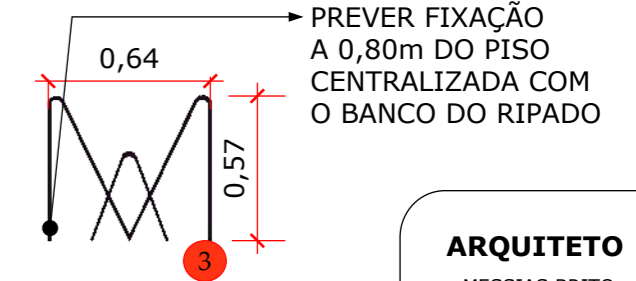 PREVER FIXAÇÃO
A 0,80m DO PISO
CENTRALIZADA COM
O BANCO DO RIPADO
0,64
0,57
3
ARQUITETO